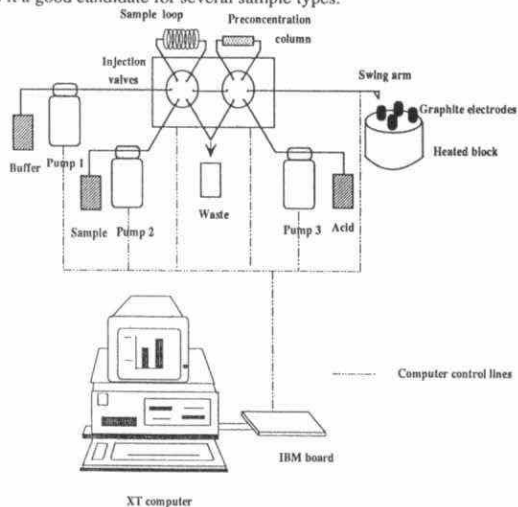 it a good candidate for several sample types.
Sample loop
Preconcentration
column
Injection
valves
Swing arm
Graphite electrodes
Heated block
Buffer
Pump 1
Sample
Pump 2
Waste
Pump 3
Acid
Computer control lines
IBM board
XT computer